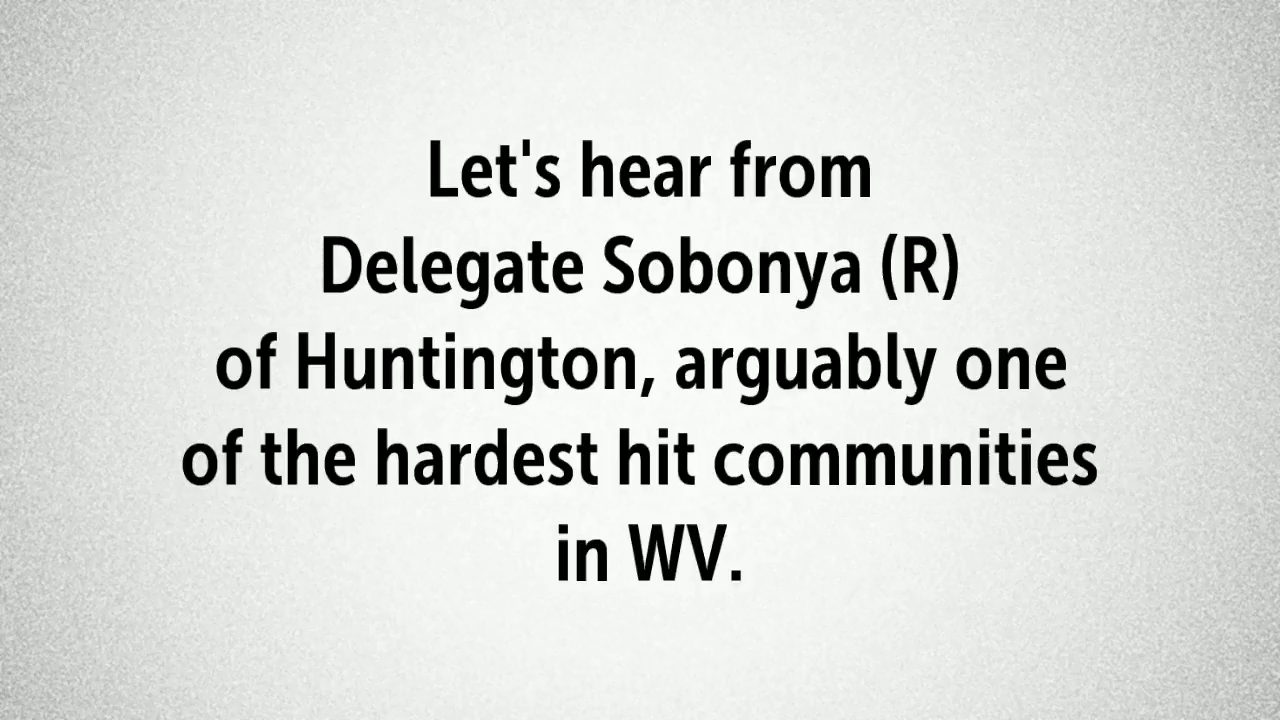 Let's hear from
Delegate Sobonya (R)
of Huntington, arguably one
of the hardest hit communities
in WV.